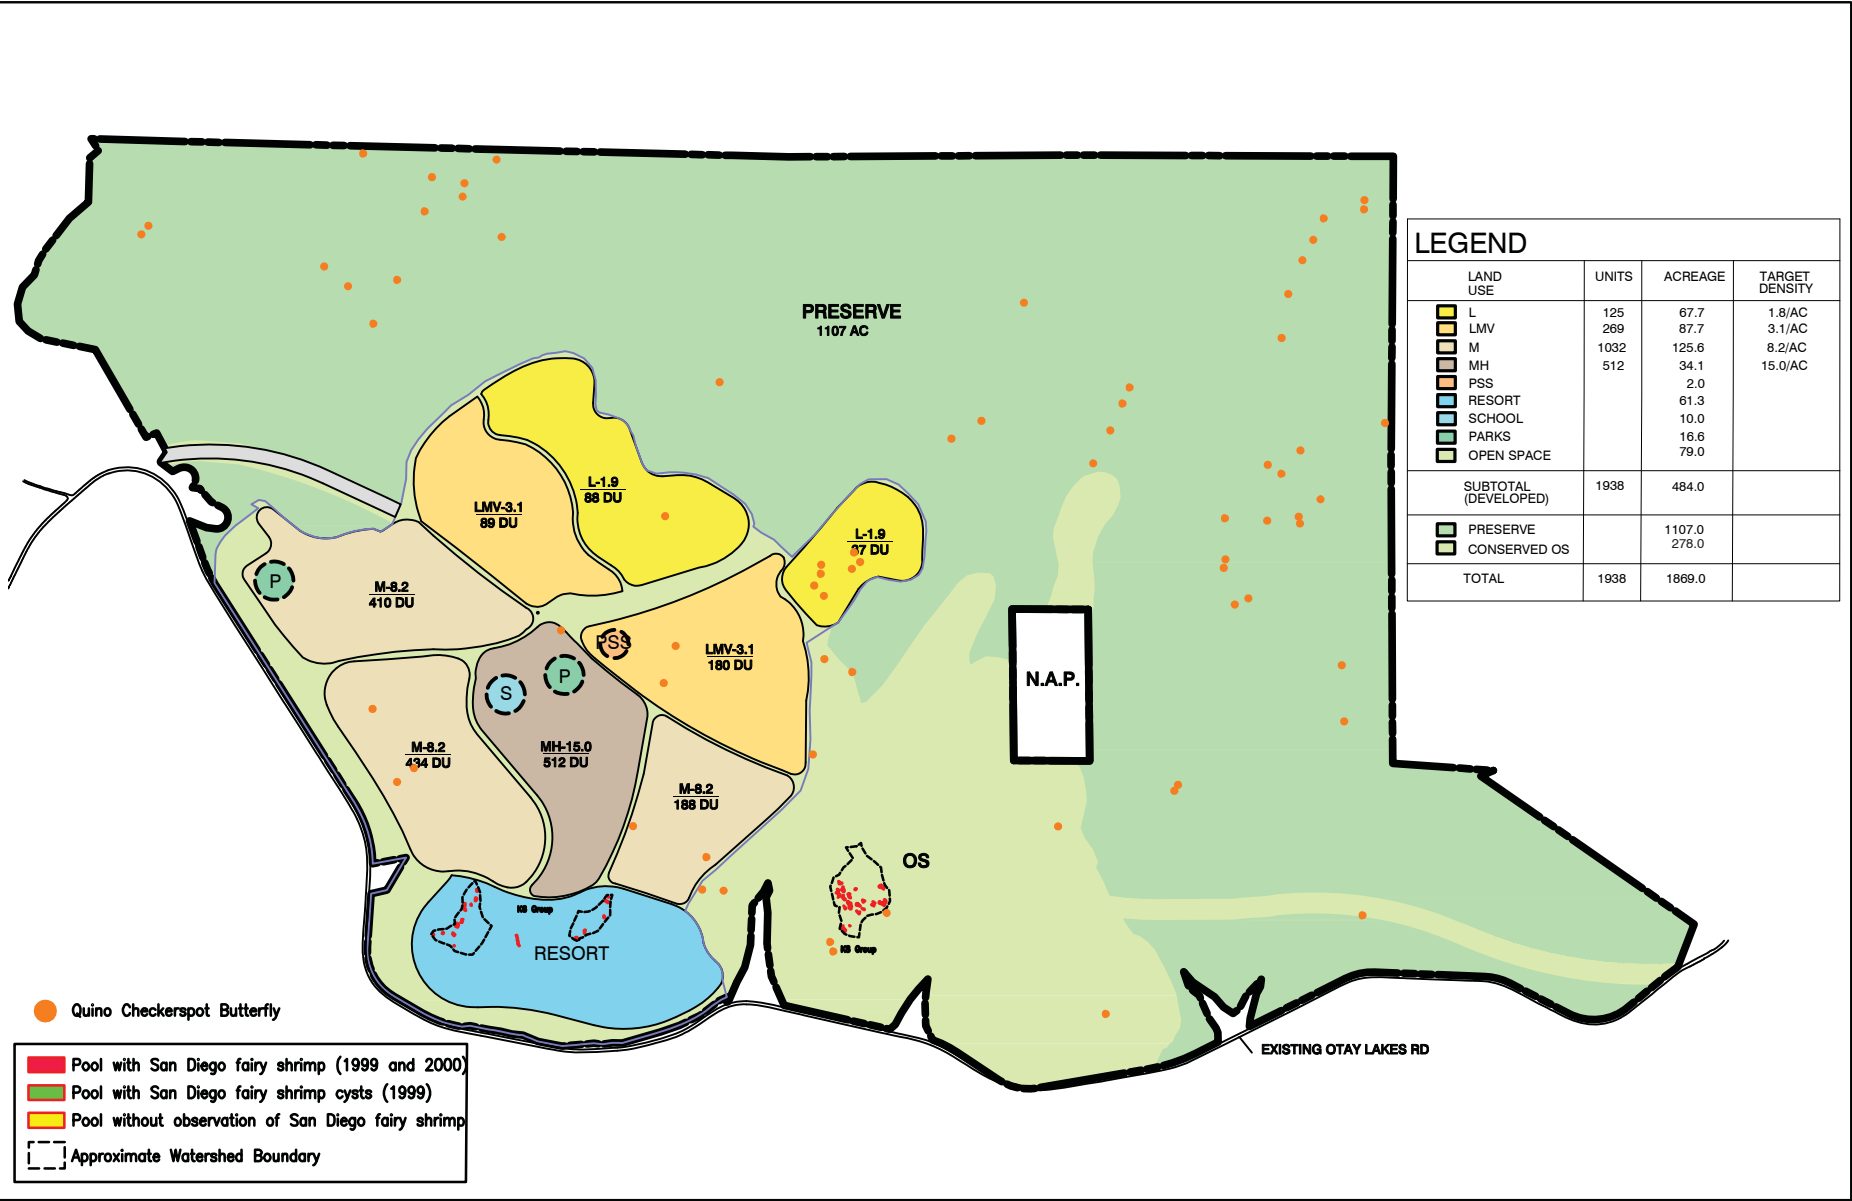 PRESERVE
1107 AC
L-1.9
88 DU
LMV-3.1
89 DU
L-1.9
37 DU
P
M-8.2
410 DU
PSS
LMV-3.1
180 DU
S
P
N.A.P.
M-8.2
434 DU
MH-15.0
512 DU
M-8.2
188 DU
OS
K8 Group
RESORT
K8 Group
EXISTING OTAY LAKES RD
LEGEND
LAND USE UNITS ACREAGE TARGET DENSITY
L 125 67.7 1.8/AC
LMV 269 87.7 3.1/AC
M 1032 125.6 8.2/AC
MH 512 34.1 15.0/AC
PSS 2.0
RESORT 61.3
SCHOOL 10.0
PARKS 16.6
OPEN SPACE 79.0
SUBTOTAL (DEVELOPED) 1938 484.0
PRESERVE 1107.0
CONSERVED OS 278.0
TOTAL 1938 1869.0
Quino Checkerspot Butterfly
Pool with San Diego fairy shrimp (1999 and 2000)
Pool with San Diego fairy shrimp cysts (1999)
Pool without observation of San Diego fairy shrimp
Approximate Watershed Boundary